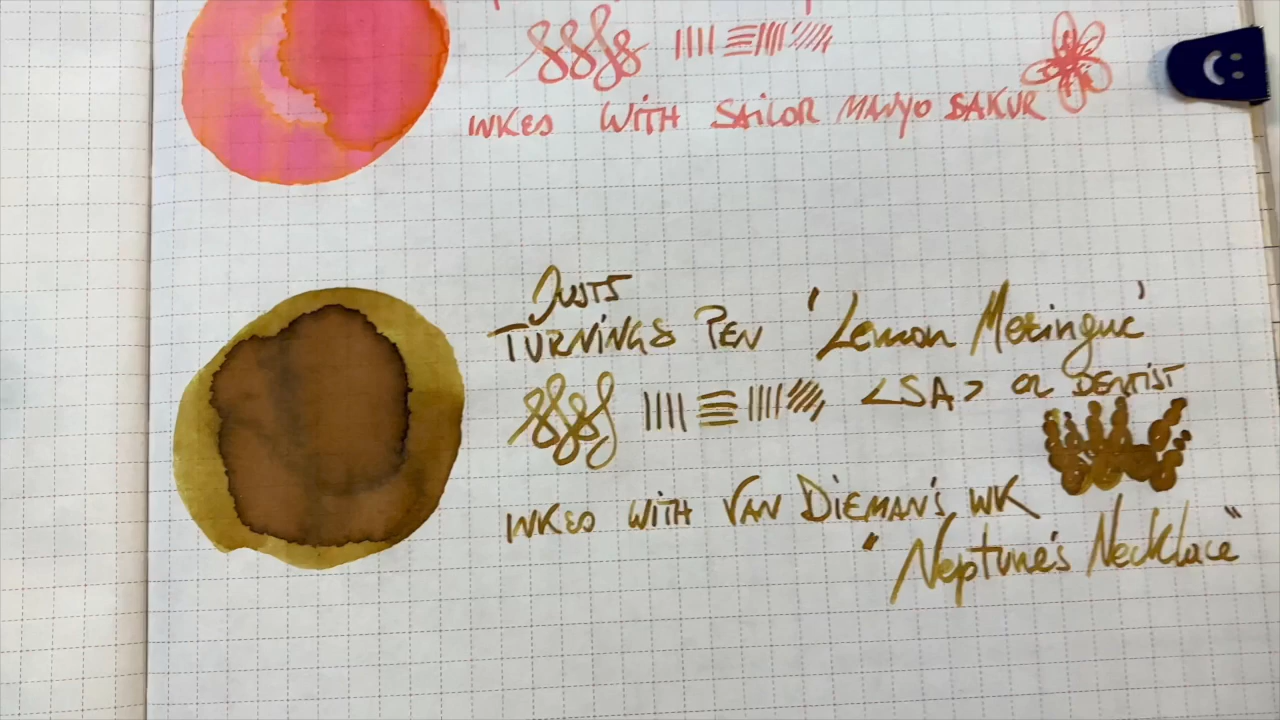 INKED WITH SAILOR MANYO SAKUR
JUSTS
TURNINGS PEN 'Lemon Meringue'
<SA> OR DENTIST
INKED WITH VAN DIEMAN'S WK
"Neptune's Necklace"